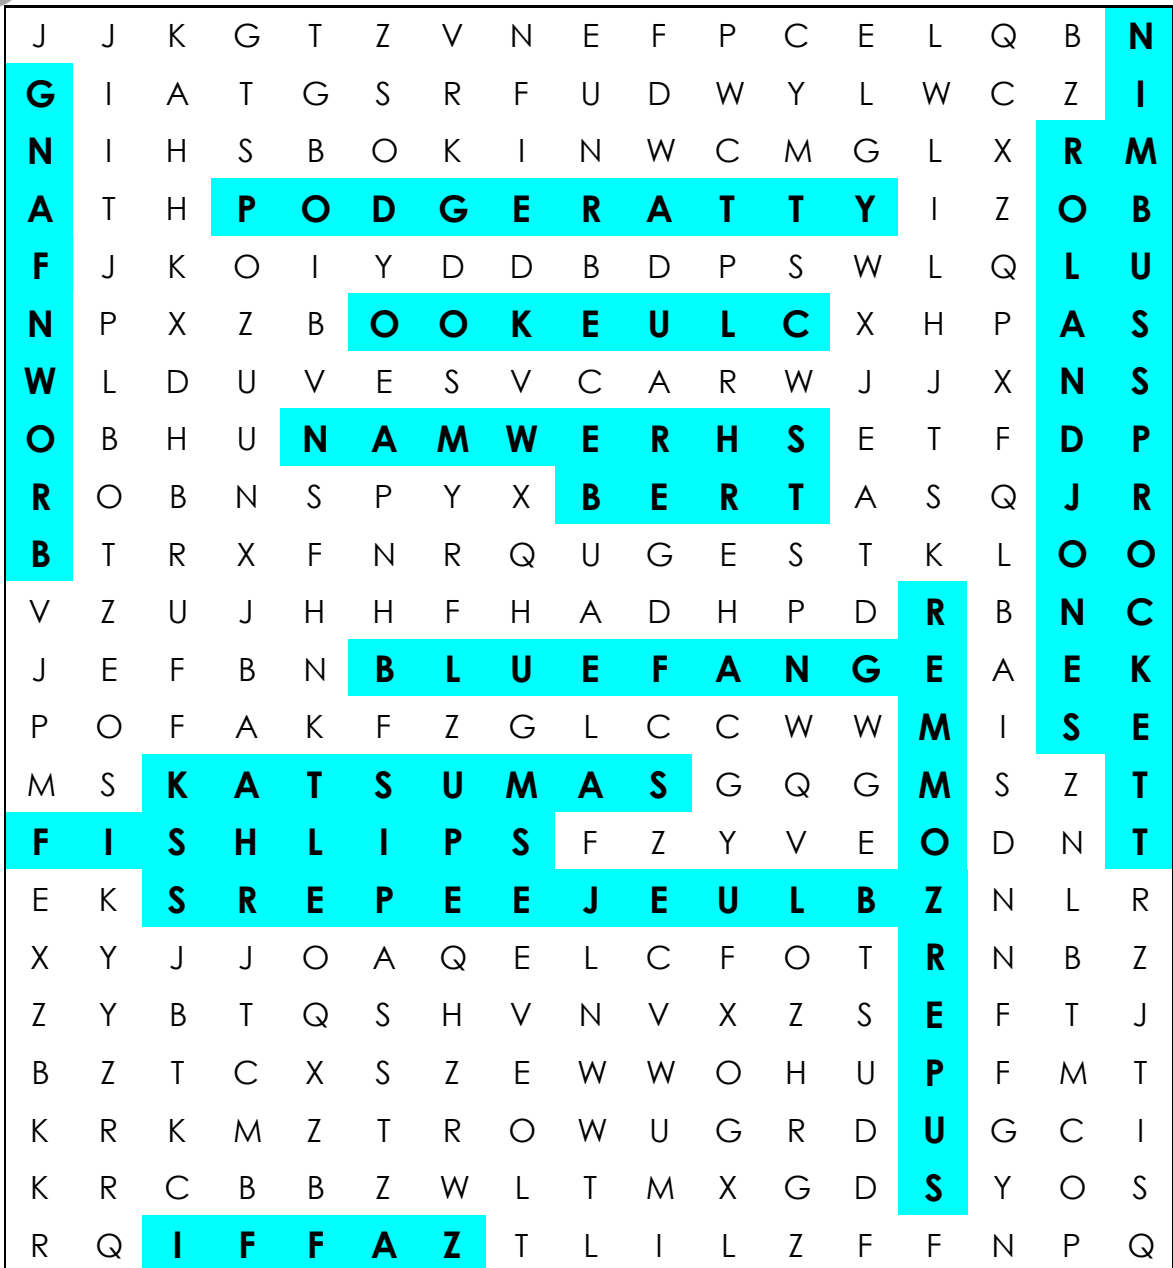 J J K G T Z V N E F P C E L Q B N
G I A T G S R F U D W Y L W C Z I
N I H S B O K I N W C M G L X R M
A T H P O D G E R A T T Y I Z O B
F J K O I Y D D B D P S W L Q L U
N P X Z B O O K E U L C X H P A S
W L D U V E S V C A R W J J X N S
O B H U N A M W E R H S E T F D P
R O B N S P Y X B E R T A S Q J R
B T R X F N R Q U G E S T K L O O
V Z U J H H F H A D H P D R B N C
J E F B N B L U E F A N G E A E K
P O F A K F Z G L C C W W M I S E
M S K A T S U M A S G Q G M S Z T
F I S H L I P S F Z Y V E O D N T
E K S R E P E E J E U L B Z N L R
X Y J J O A Q E L C F O T R N B Z
Z Y B T Q S H V N V X Z S E F T J
B Z T C X S Z E W W O H U P F M T
K R K M Z T R O W U G R D U G C I
K R C B B Z W L T M X G D S Y O S
R Q I F F A Z T L I L Z F F N P Q